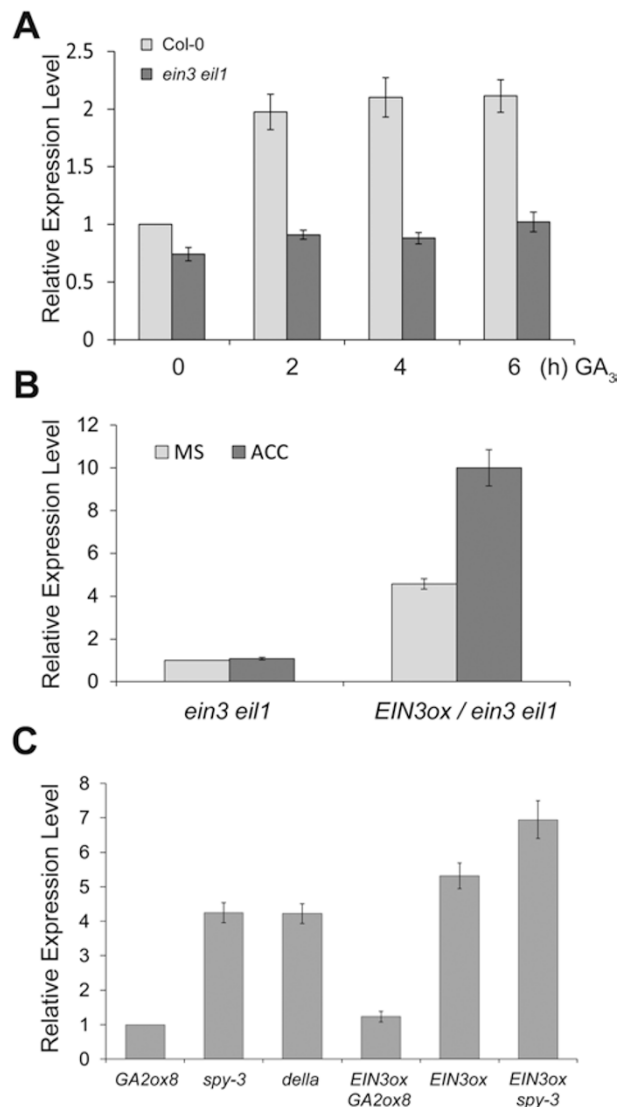 A
Col-0
ein3 eil1
Relative Expression Level
2.5
2
1.5
1
0.5
0
0 2 4 6 (h) GA3
B
MS ACC
Relative Expression Level
12
10
8
6
4
2
0
ein3 eil1 EIN3ox / ein3 eil1
C
Relative Expression Level
8
7
6
5
4
3
2
1
0
GA2ox8 spy-3 della EIN3ox EIN3ox EIN3ox
GA2ox8 spy-3